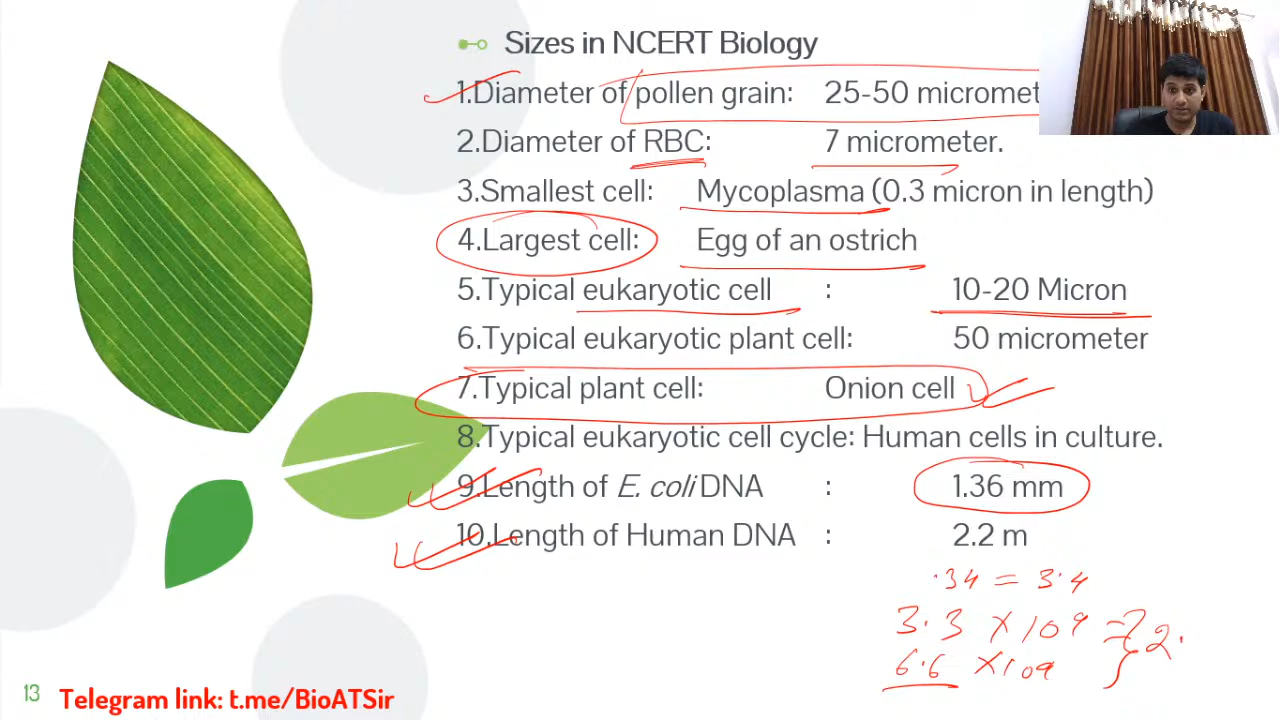 Sizes in NCERT Biology
1.Diameter of pollen grain: 25-50 micromet
2.Diameter of RBC: 7 micrometer.
3.Smallest cell: Mycoplasma (0.3 micron in length)
4.Largest cell: Egg of an ostrich
5.Typical eukaryotic cell : 10-20 Micron
6.Typical eukaryotic plant cell: 50 micrometer
7.Typical plant cell: Onion cell
8.Typical eukaryotic cell cycle: Human cells in culture.
9.Length of E. coli DNA : 1.36 mm
10.Length of Human DNA : 2.2 m
.34 = 3.4
3.3 × 109 = 2.
6.6 × 109
13 Telegram link: t.me/BioATSir